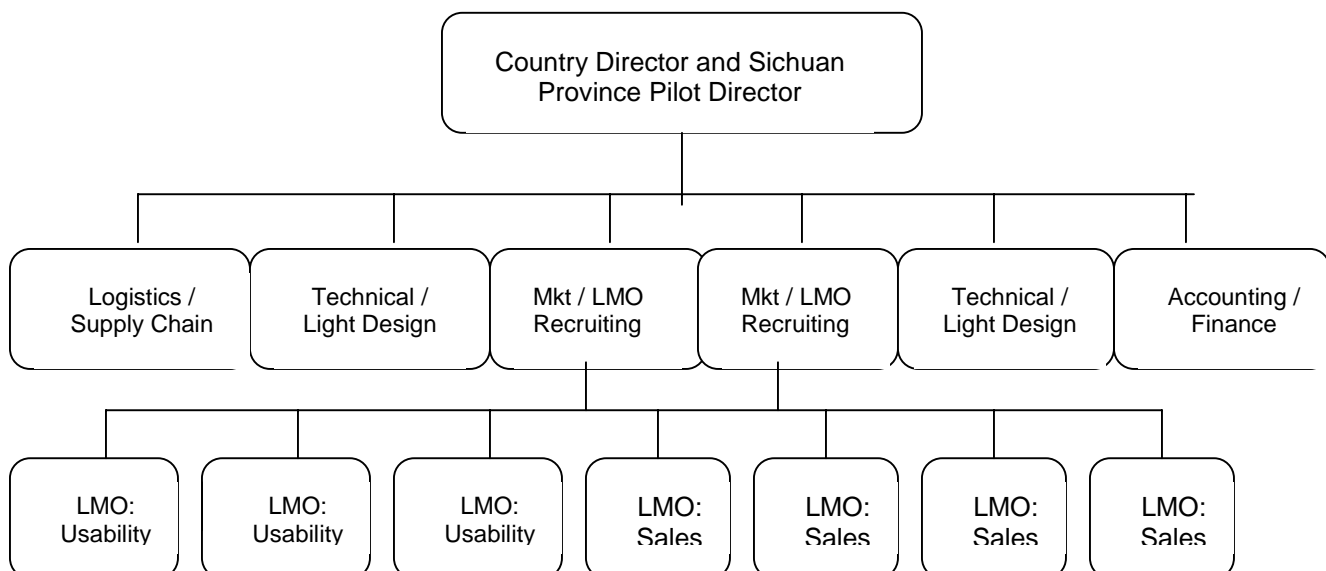 Country Director and Sichuan
Province Pilot Director
Logistics /
Supply Chain
Technical /
Light Design
Mkt / LMO
Recruiting
Mkt / LMO
Recruiting
Technical /
Light Design
Accounting /
Finance
LMO:
Usability
LMO:
Usability
LMO:
Usability
LMO:
Sales
LMO:
Sales
LMO:
Sales
LMO:
Sales